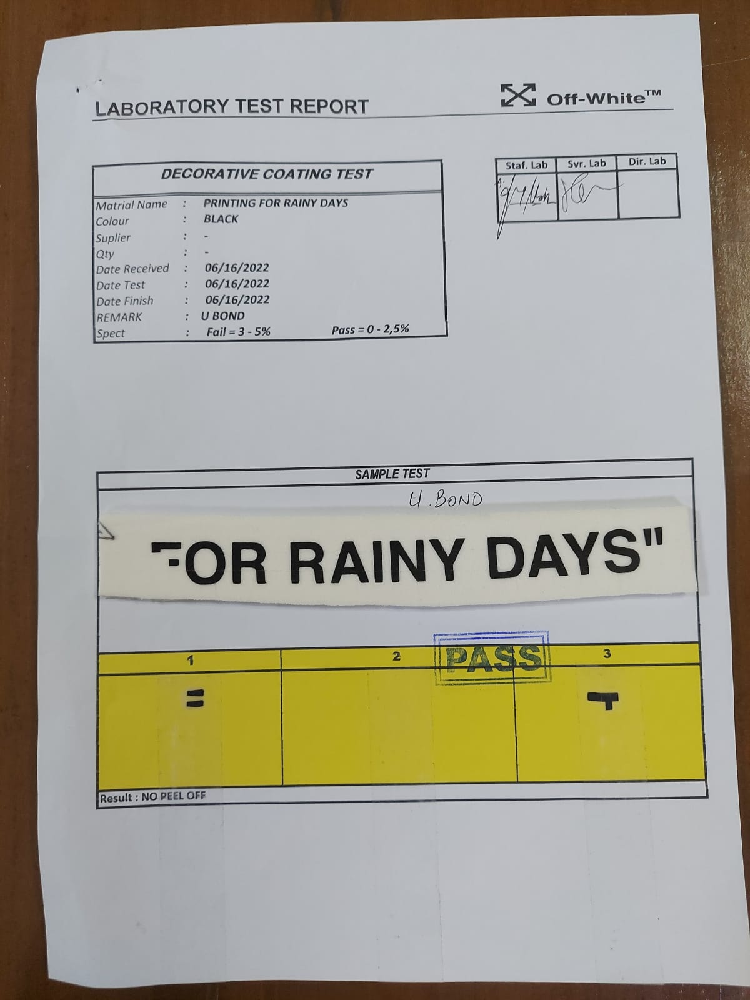 LABORATORY TEST REPORT
Off-White™
DECORATIVE COATING TEST
Matrial Name : PRINTING FOR RAINY DAYS
Colour : BLACK
Suplier : -
Qty : -
Date Received : 06/16/2022
Date Test : 06/16/2022
Date Finish : 06/16/2022
REMARK : U BOND
Spect : Fail = 3 - 5% Pass = 0 - 2,5%
Staf. Lab Svr. Lab Dir. Lab
SAMPLE TEST
U. BOND
FOR RAINY DAYS"
1 2 3
PASS
Result : NO PEEL OFF